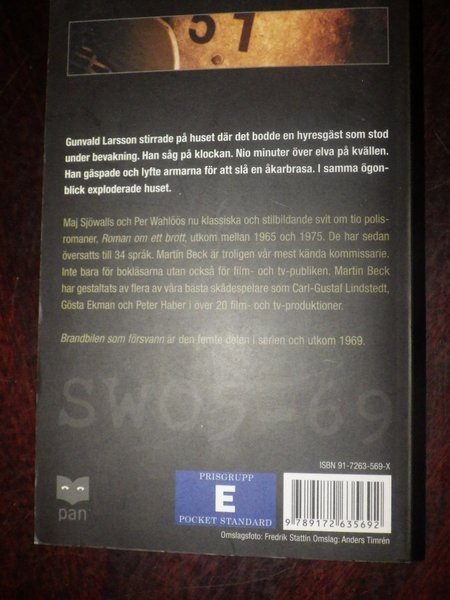 51
Gunvald Larsson stirrade på huset där det bodde en hyresgäst som stod
under bevakning. Han såg på klockan. Nio minuter över elva på kvällen.
Han gäspade och lyfte armarna för att slå en åkarbrasa. I samma ögon-
blick exploderade huset.
Maj Sjöwalls och Per Wahlöös nu klassiska och stilbildande svit om tio polis-
romaner, Roman om ett brott, utkom mellan 1965 och 1975. De har sedan
översatts till 34 språk. Martin Beck är troligen vår mest kända kommissarie.
Inte bara för bokläsarna utan också för film- och tv-publiken. Martin Beck
har gestaltats av flera av våra bästa skådespelare som Carl-Gustaf Lindstedt,
Gösta Ekman och Peter Haber i över 20 film- och tv-produktioner.
Brandbilen som försvann är den femte delen i serien och utkom 1969.
SW05-69
ISBN 91-7263-569-X
PRISGRUPP
E
POCKET STANDARD
pan
9 789172 635692
Omslagsfoto: Fredrik Stattin Omslag: Anders Timrén